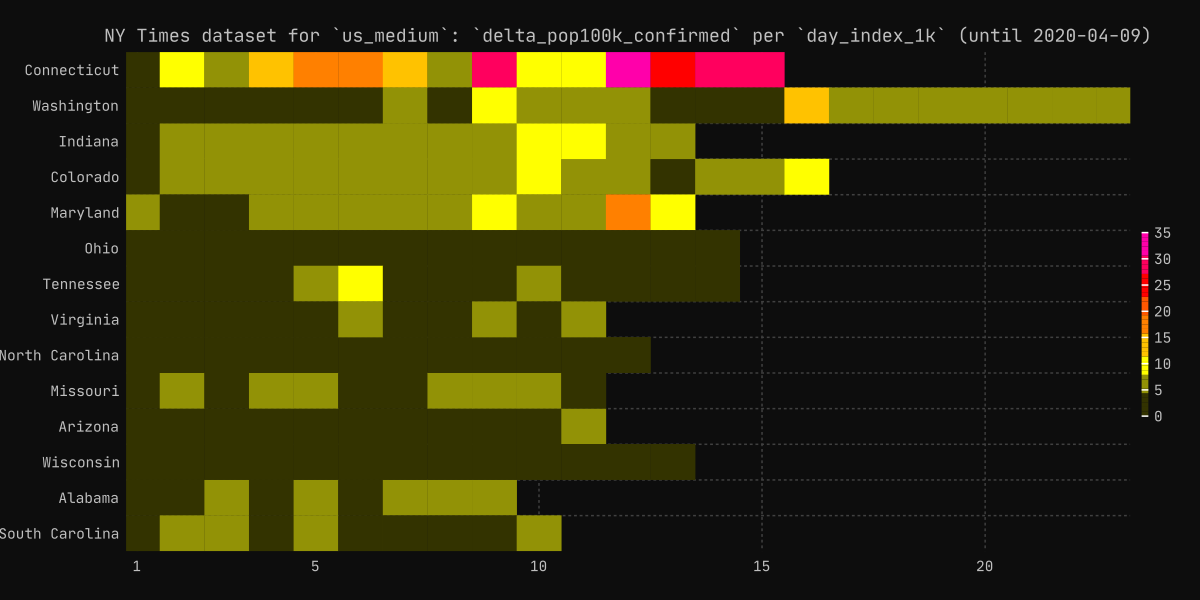 NY Times dataset for `us_medium`: `delta_pop100k_confirmed` per `day_index_1k` (until 2020-04-09)
Connecticut
Washington
Indiana
Colorado
Maryland
Ohio
Tennessee
Virginia
North Carolina
Missouri
Arizona
Wisconsin
Alabama
South Carolina
1 5 10 15 20
35
30
25
20
15
10
5
0